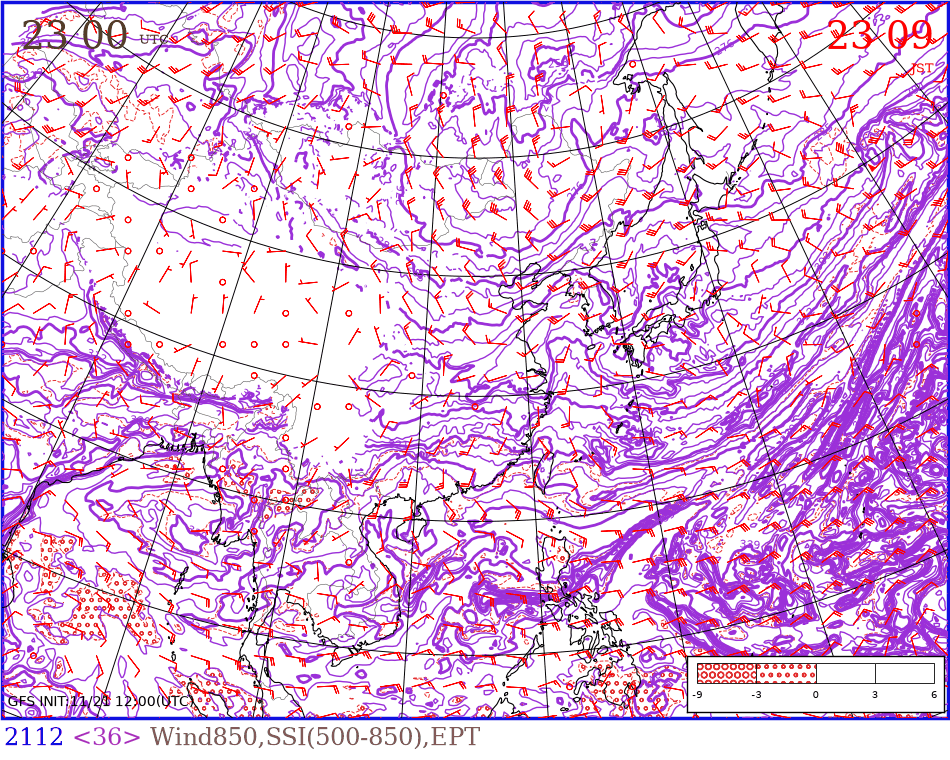 23 00 UTC
23 09
JST
GFS INIT:11/21 12:00(UTC)
-9 -3 0 3 6
2112 <36> Wind850,SSI(500-850),EPT